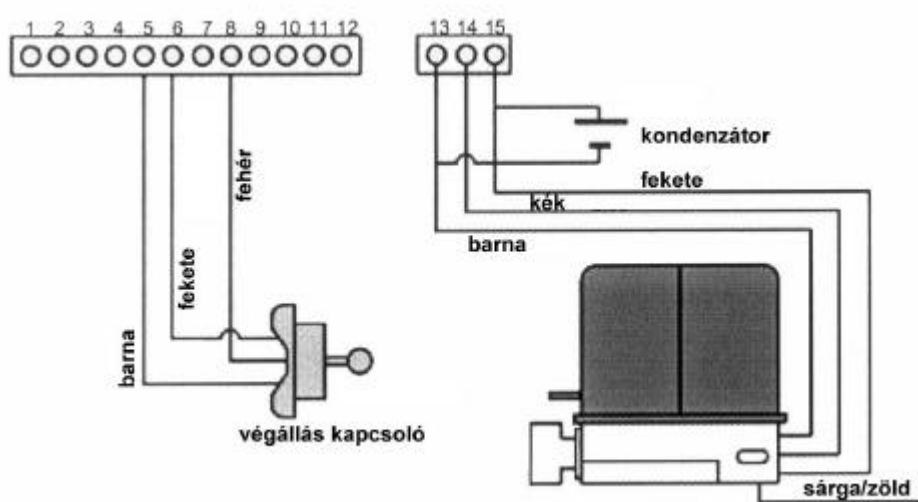 1 2 3 4 5 6 7 8 9 10 11 12
13 14 15
kondenzátor
fehér
fekete
kék
fekete
barna
barna
végállás kapcsoló
sárga/zöld